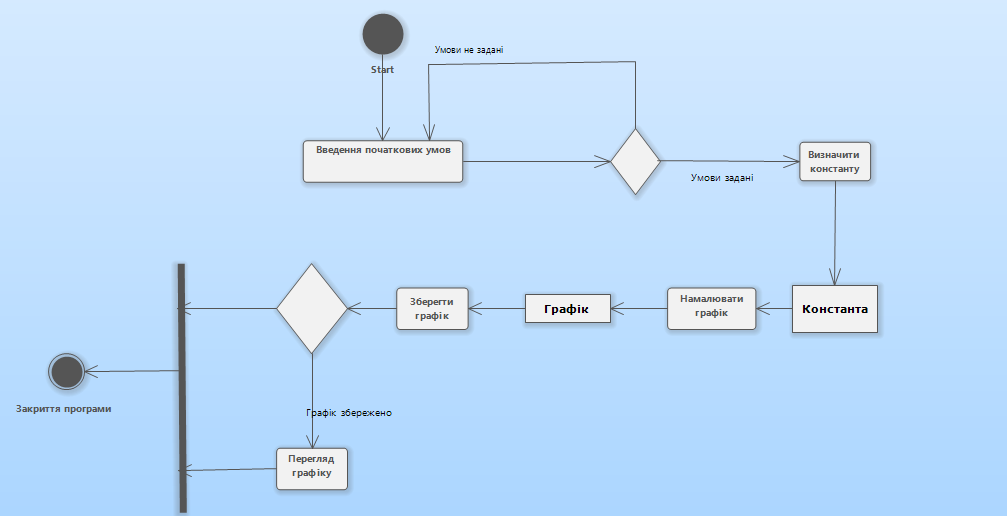 Умови не задані
Start
Введення початкових умов
Визначити
константу
Умови задані
Зберегти
графік
Графік
Намалювати
графік
Константа
Закриття програми
Графік збережено
Перегляд
графіку